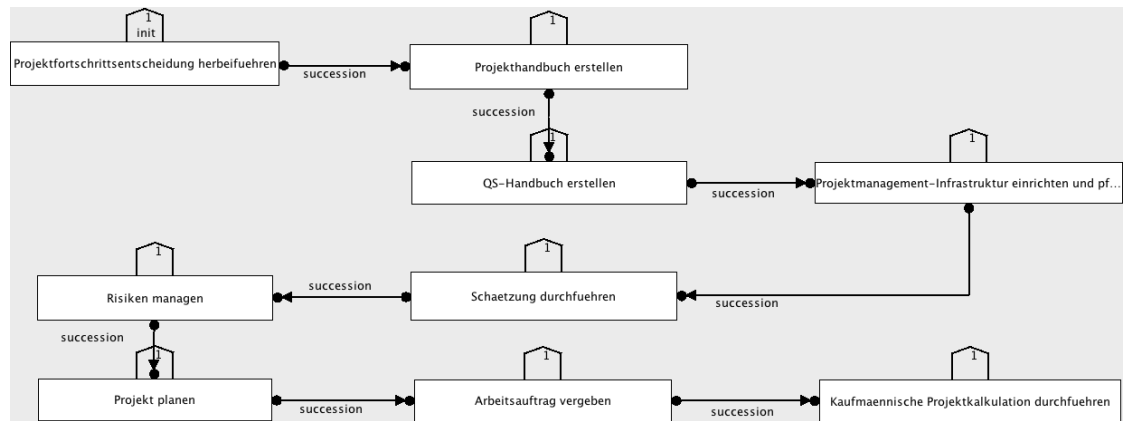 1
init
Projektfortschrittsentscheidung herbeifuehren
succession
1
Projekthandbuch erstellen
succession
1
QS-Handbuch erstellen
succession
1
Projektmanagement-Infrastruktur einrichten und pf...
succession
1
Schaetzung durchfuehren
succession
1
Risiken managen
succession
1
Projekt planen
succession
1
Arbeitsauftrag vergeben
succession
1
Kaufmaennische Projektkalkulation durchfuehren